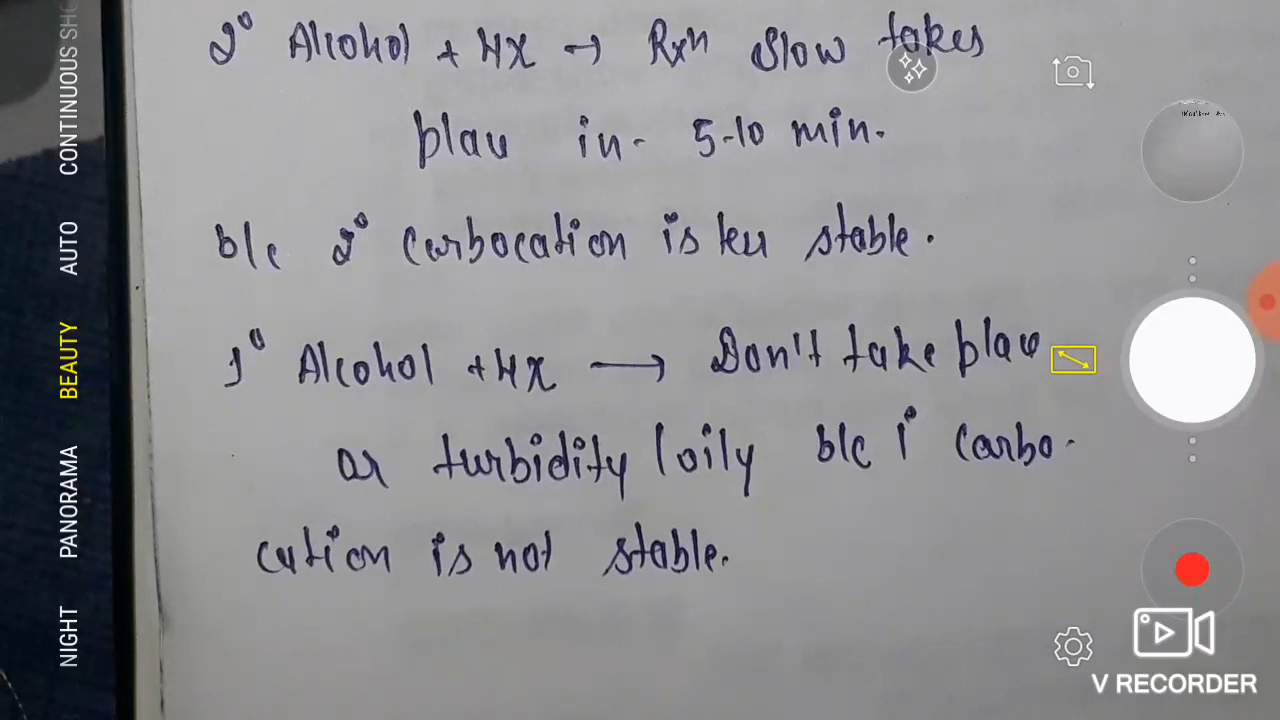 2° Alcohol + HX → Rxn slow takes
place in - 5-10 min.
b/c 2° carbocation is less stable.
1° Alcohol + HX → Don't take place
or turbidity / oily b/c 1° carbo-
cation is not stable.
CONTINUOUS SH
AUTO
BEAUTY
PANORAMA
NIGHT
V RECORDER